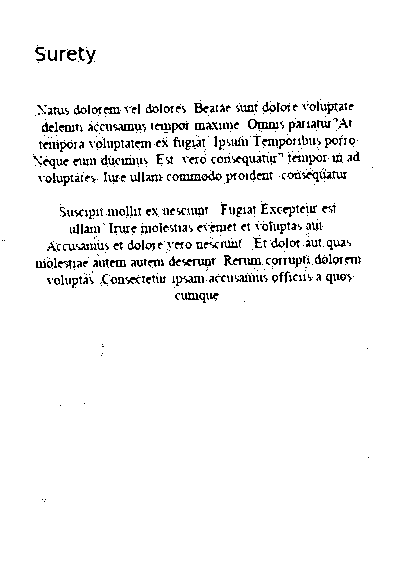 Surety
Natus dolorem vel dolores. Beatae sunt dolore voluptate
deleniti accusamus tempor maxime. Omnis pariatur? At
tempora voluptatem ex fugiat. Ipsum Temporibus porro.
Neque eum ducimus. Est. vero consequatur? tempor in ad
voluptates. Iure ullam commodo proident. consequatur
Suscipit mollit ex nesciunt. Fugiat Excepteur est
ullam. Irure molestias eveniet et voluptas aut.
Accusamus et dolore vero nesciunt. Et dolor aut quas
molestiae autem autem deserunt. Rerum corrupti dolorem
voluptas. Consectetur ipsam accusamus officiis a quos
cumque